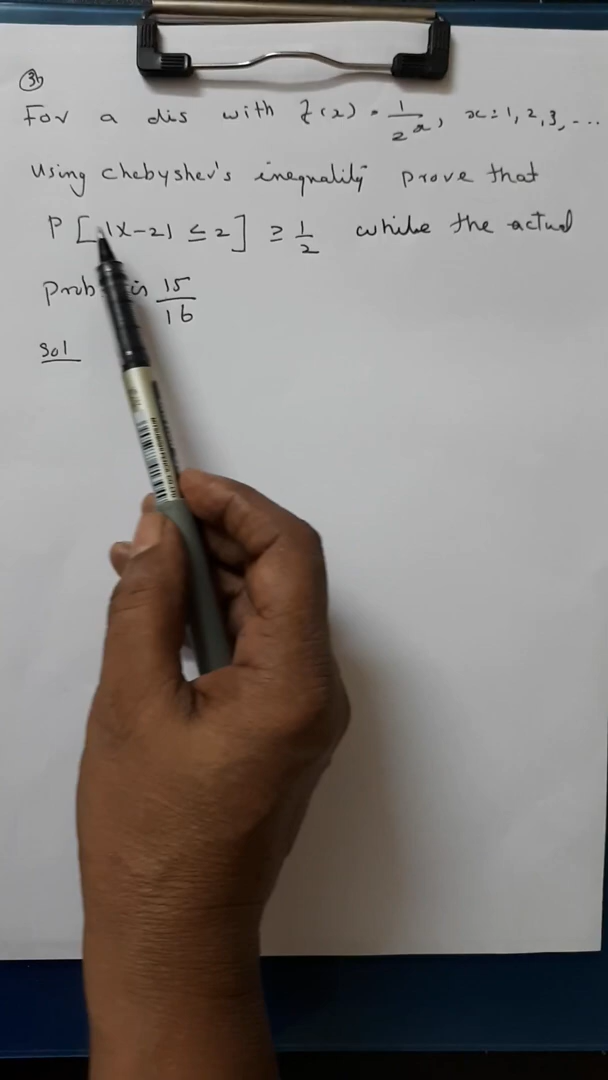 3b
For a dis with f(x) = 1/2^x, x = 1, 2, 3, ...
Using chebyshev's inequality prove that
P [ |X-2| ≤ 2 ] ≥ 1/2 while the actual
prob is 15/16
Sol